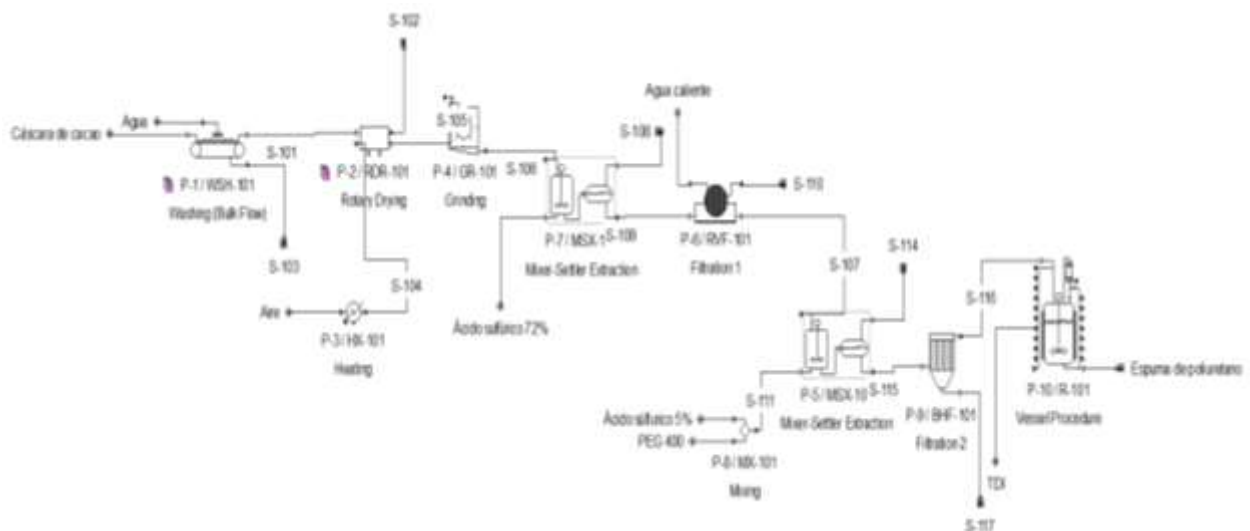 S-102
Agua caliente
Água
Cáscara de cacao
S-101
S-105
S-106
S-108
S-110
P-1 / WSH-101
Washing (Bulk Flow)
P-2 / RDR-101
Rotary Drying
P-4 / GR-101
Grinding
P-7 / MSX-1
S-108
Mixer-Settler Extraction
P-6 / RVF-101
Filtration 1
S-103
S-104
S-107
S-114
S-116
Aire
P-3 / HX-101
Heating
Ácido sulfúrico 72%
Espuma de poliuretano
P-5 / MSX-10
S-115
Mixer-Settler Extraction
P-9 / BHF-101
Filtration 2
P-10 / R-101
Vessel Procedure
S-111
Ácido sulfúrico 5%
PEG-400
P-8 / MX-101
Mixing
TDI
S-117